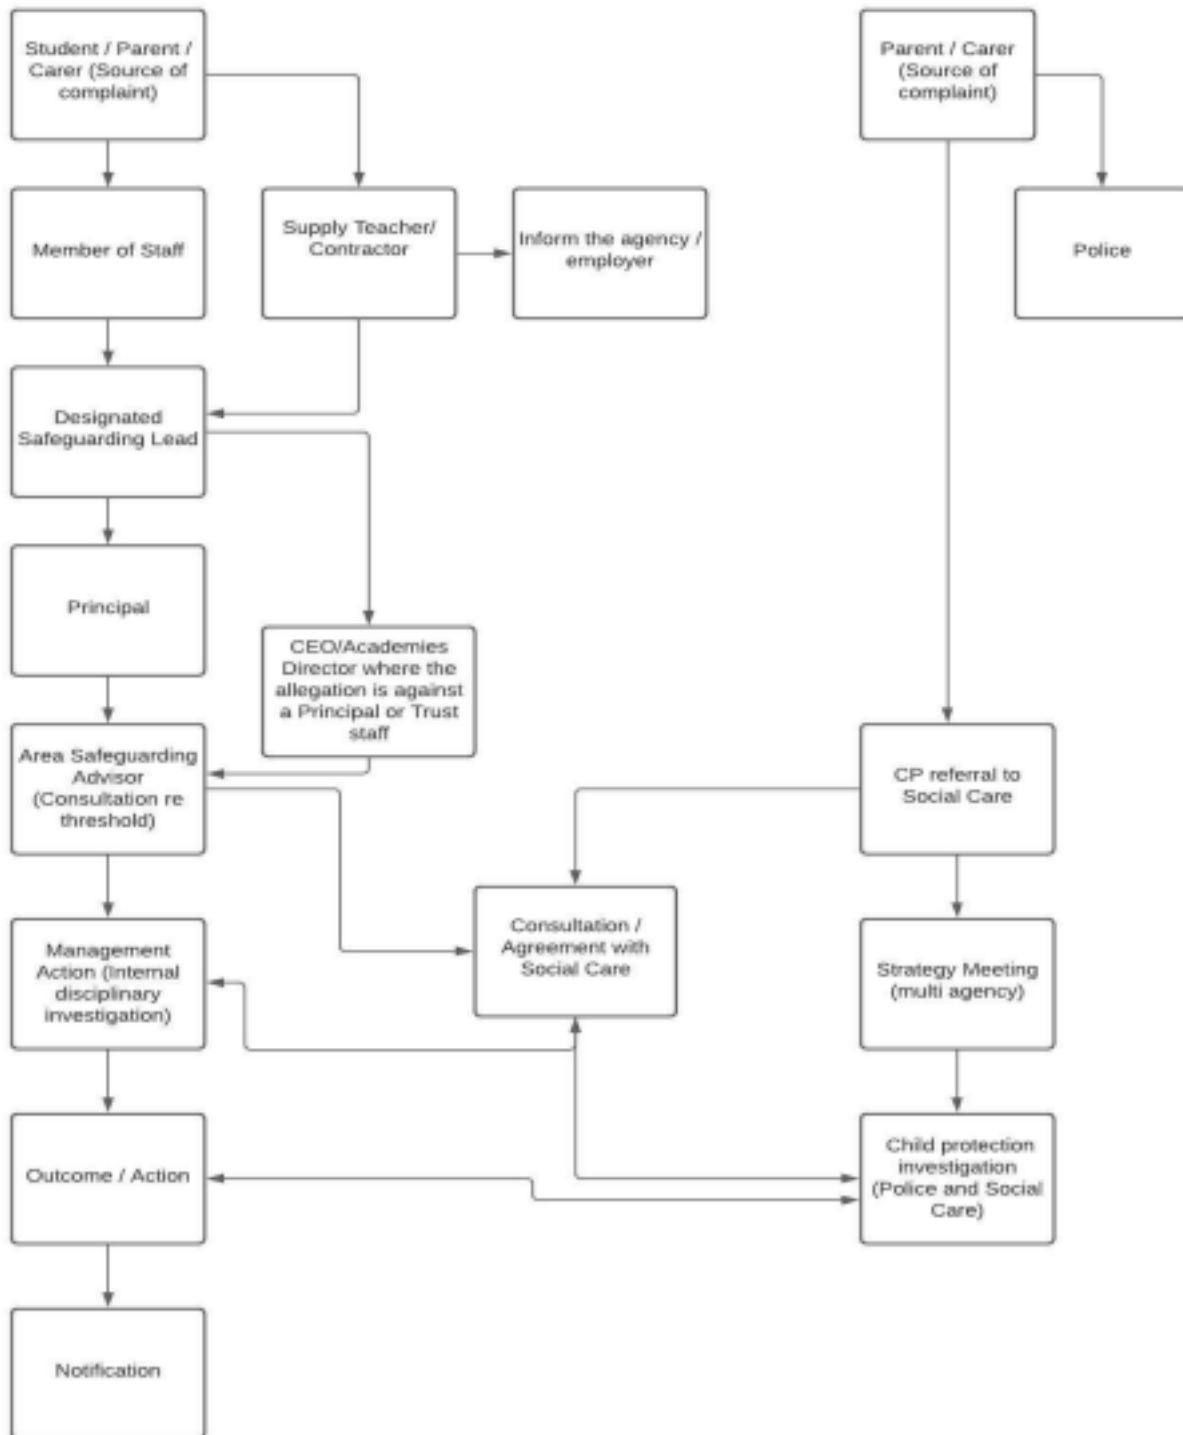 Student / Parent /
Carer (Source of
complaint)
Parent / Carer
(Source of
complaint)
Member of Staff
Supply Teacher/
Contractor
Inform the agency /
employer
Police
Designated
Safeguarding Lead
Principal
CEO/Academies
Director where the
allegation is against
a Principal or Trust
staff
Area Safeguarding
Advisor
(Consultation re
threshold)
CP referral to
Social Care
Management
Action (Internal
disciplinary
investigation)
Consultation /
Agreement with
Social Care
Strategy Meeting
(multi agency)
Outcome / Action
Child protection
investigation
(Police and Social
Care)
Notification